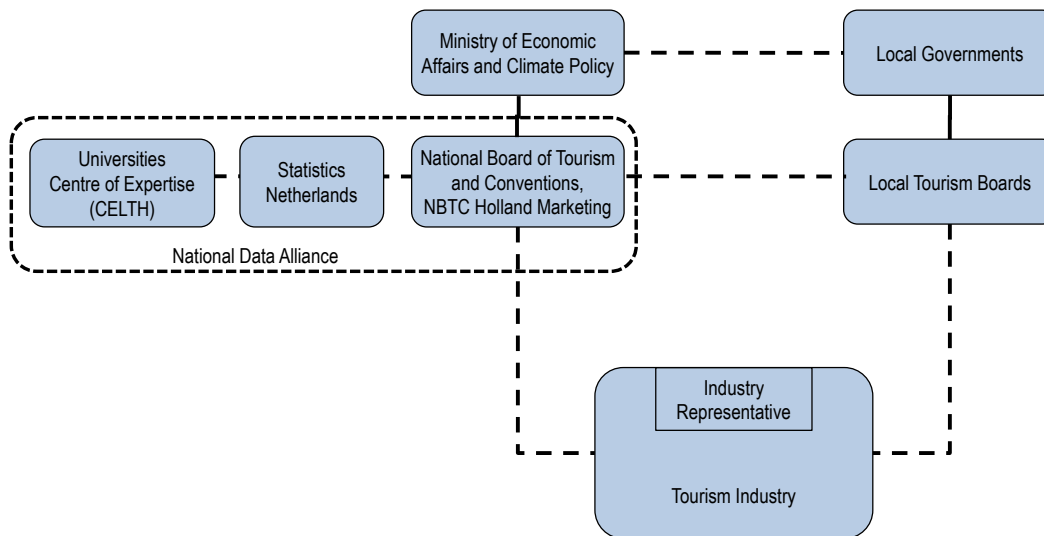 Ministry of Economic
Affairs and Climate Policy
Local Governments
Universities
Centre of Expertise
(CELTH)
Statistics
Netherlands
National Board of Tourism
and Conventions,
NBTC Holland Marketing
Local Tourism Boards
National Data Alliance
Industry
Representative
Tourism Industry